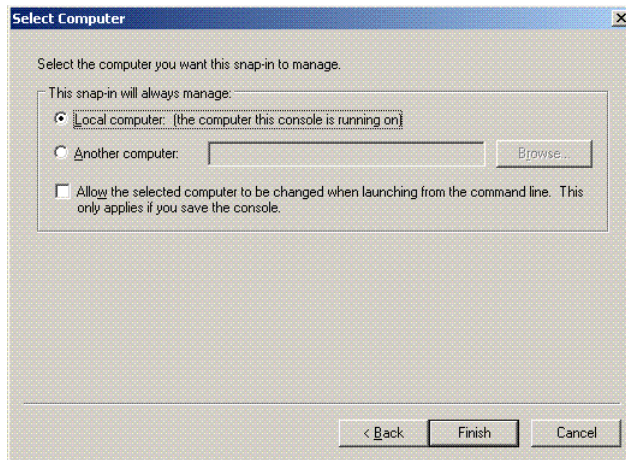 Select Computer
Select the computer you want this snap-in to manage.
This snap-in will always manage:
Local computer: (the computer this console is running on)
Another computer:
Browse...
Allow the selected computer to be changed when launching from the command line. This
only applies if you save the console.
< Back
Finish
Cancel